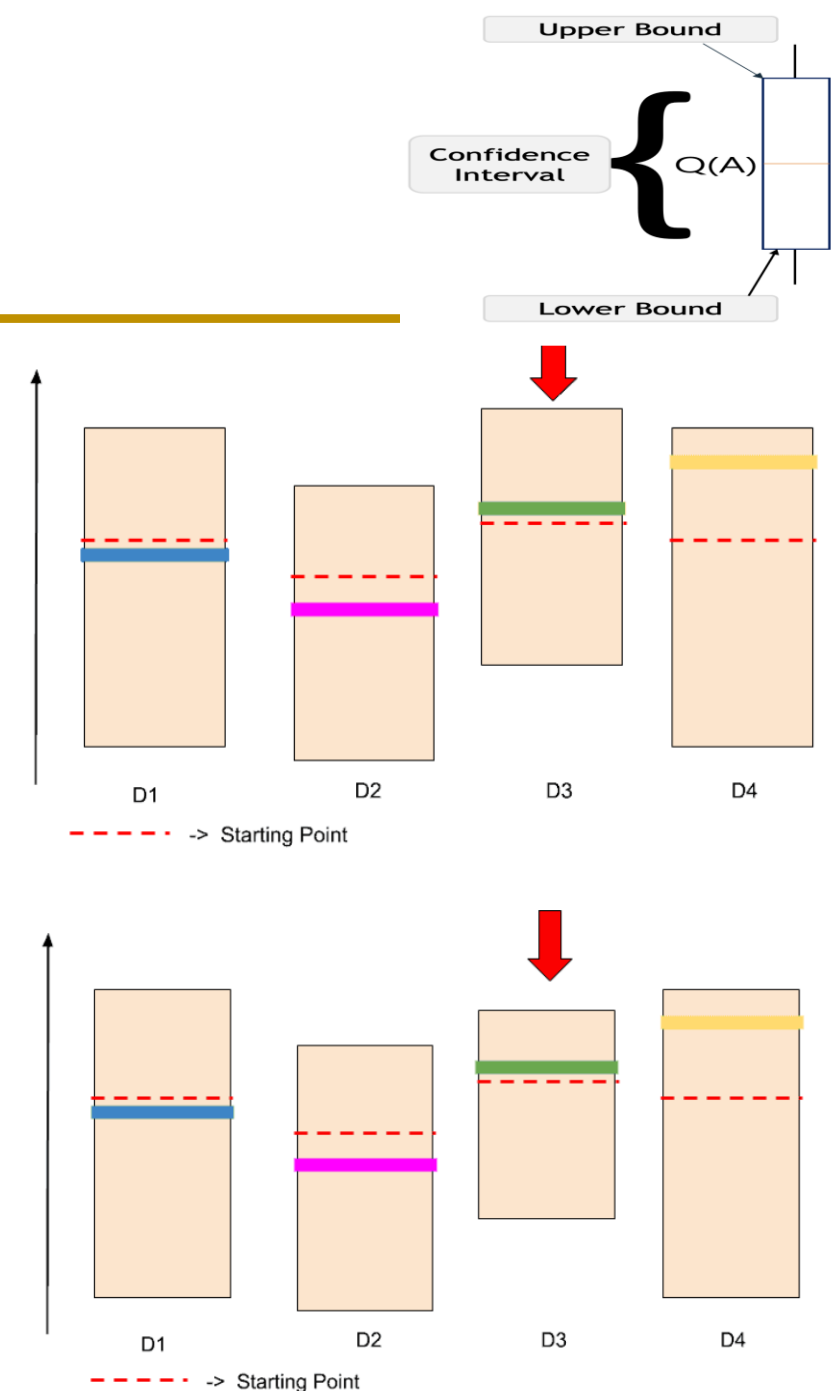 Upper Bound
Confidence
Interval
Q(A)
Lower Bound
D1 D2 D3 D4
-> Starting Point
D1 D2 D3 D4
-> Starting Point